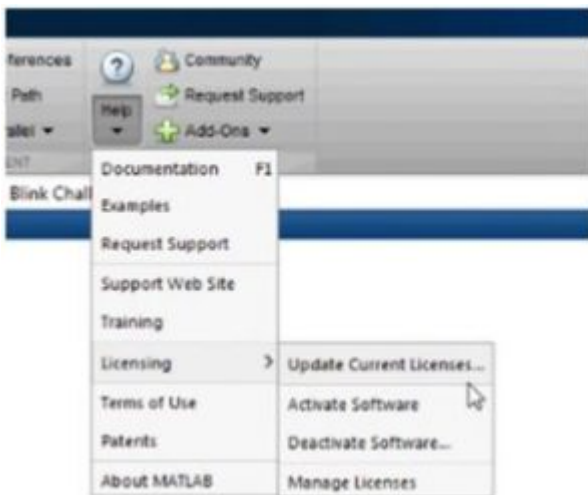 ferences
Community
Path
Request Support
Help
allel
Add-Ons
ENT
Blink Chall
Documentation F1
Examples
Request Support
Support Web Site
Training
Licensing
Update Current Licenses...
Terms of Use
Activate Software
Patents
Deactivate Software...
About MATLAB
Manage Licenses